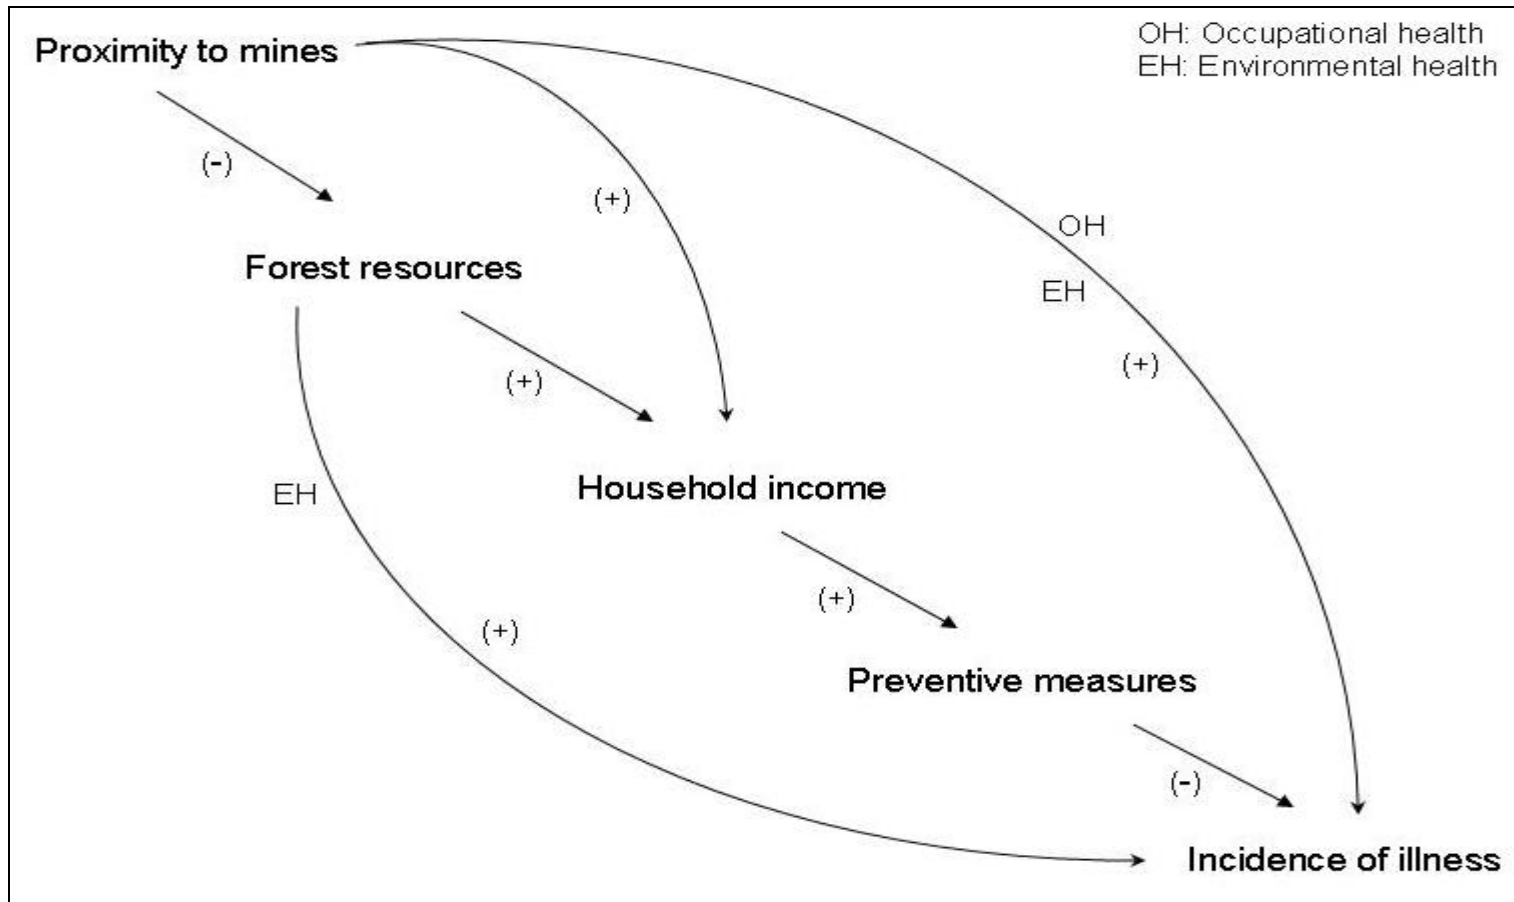 Proximity to mines
OH: Occupational health
EH: Environmental health
(-)
(+)
OH
Forest resources
EH
(+)
(+)
Household income
EH
(+)
(+)
Preventive measures
(-)
Incidence of illness